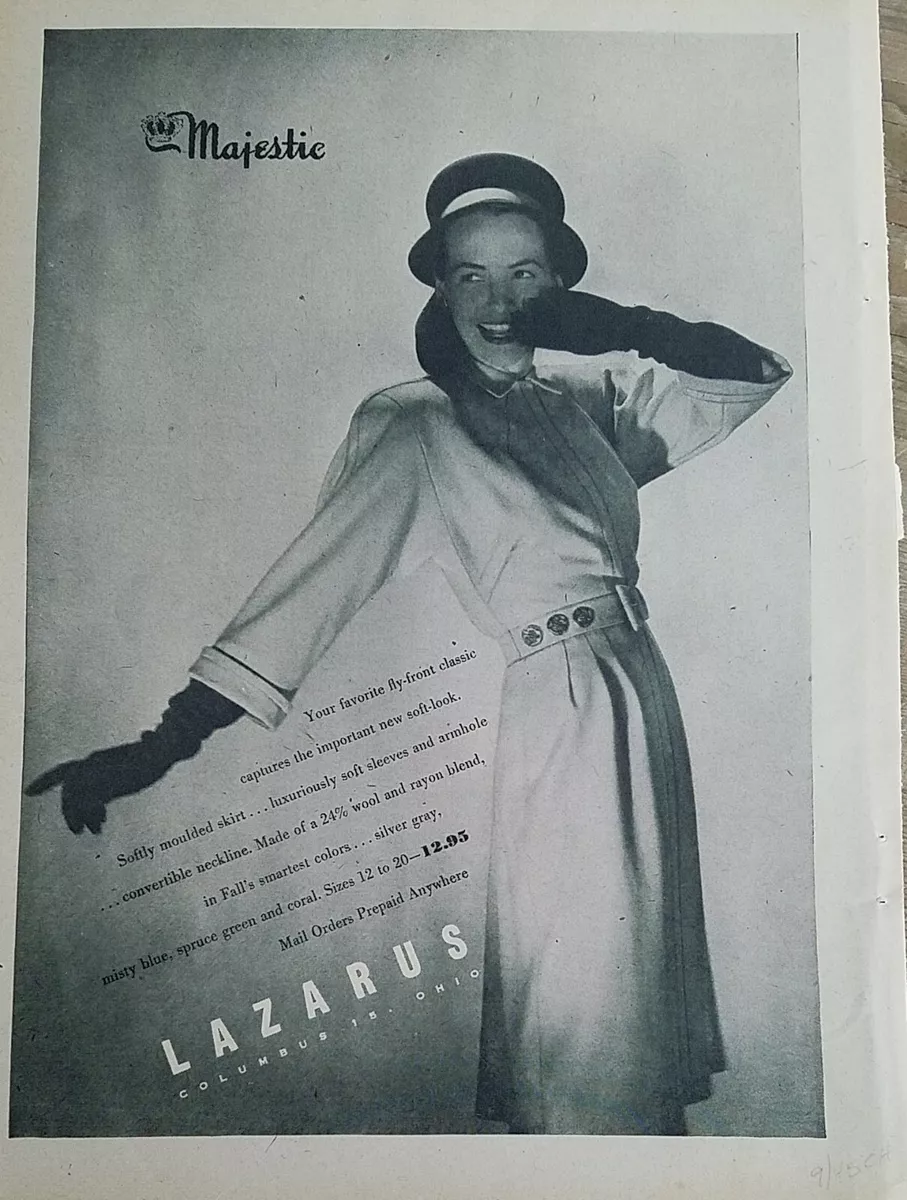 Majestic
Your favorite fly-front classic
captures the important new soft-look.
Softly moulded skirt...luxuriously soft sleeves and armhole
...convertible neckline. Made of a 24% wool and rayon blend,
in Fall's smartest colors...silver gray,
misty blue, spruce green and coral. Sizes 12 to 20—12.95
Mail Orders Prepaid Anywhere
LAZARUS
COLUMBUS 15, OHIO